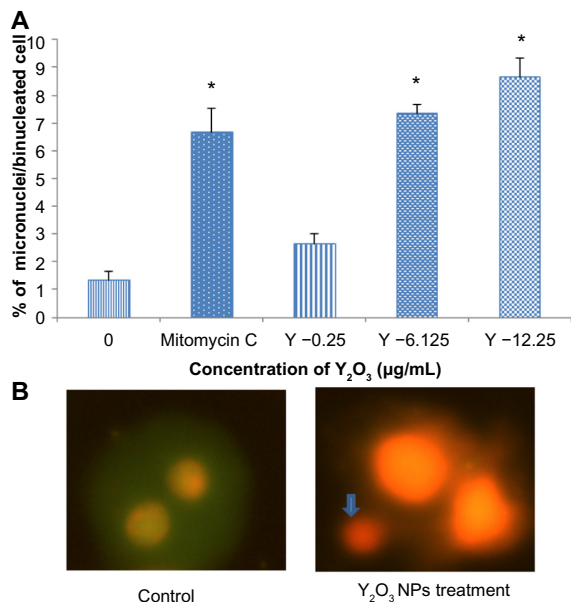 A
% of micronuclei/binucleated cell
10
9
8
7
6
5
4
3
2
1
0
*
*
*
0 Mitomycin C Y −0.25 Y −6.125 Y −12.25
Concentration of Y₂O₃ (µg/mL)
B
Control
Y₂O₃ NPs treatment